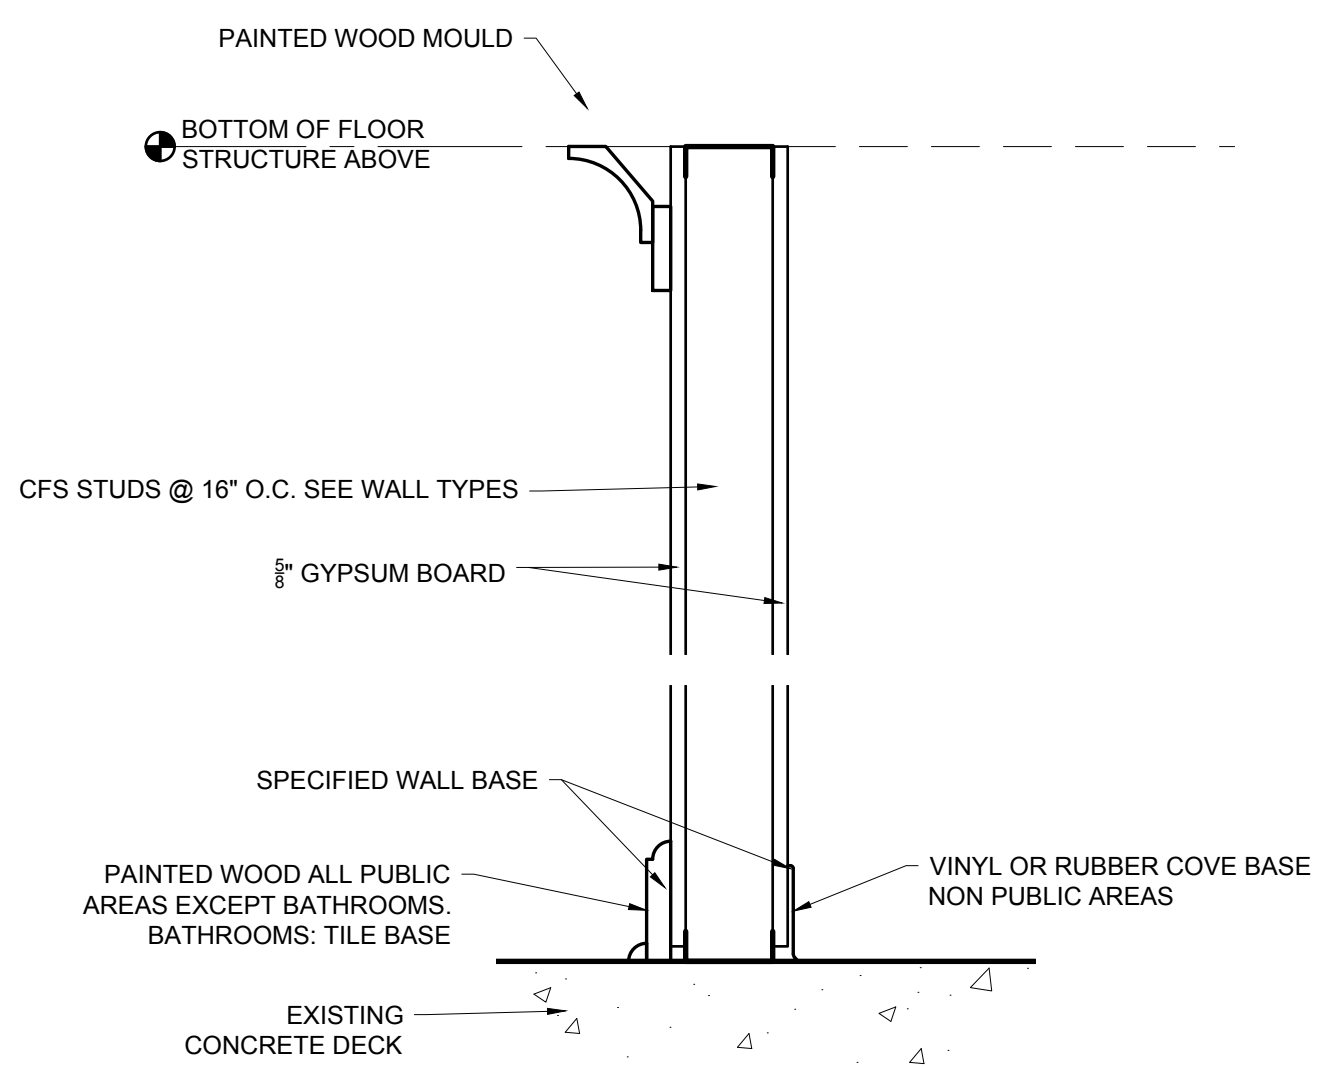 PAINTED WOOD MOULD
BOTTOM OF FLOOR
STRUCTURE ABOVE
CFS STUDS @ 16" O.C. SEE WALL TYPES
5/8" GYPSUM BOARD
SPECIFIED WALL BASE
PAINTED WOOD ALL PUBLIC
AREAS EXCEPT BATHROOMS.
BATHROOMS: TILE BASE
VINYL OR RUBBER COVE BASE
NON PUBLIC AREAS
EXISTING
CONCRETE DECK